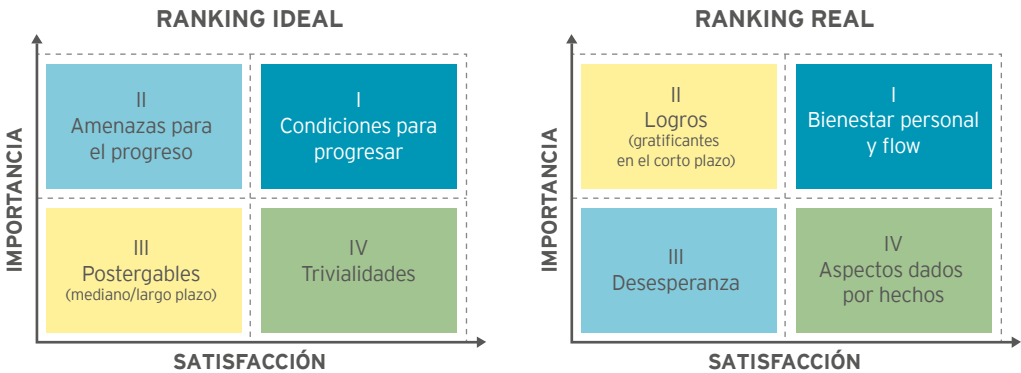 RANKING IDEAL
IMPORTANCIA
II
Amenazas para
el progreso
I
Condiciones para
progresar
III
Postergables
(mediano/largo plazo)
IV
Trivialidades
SATISFACCIÓN
RANKING REAL
IMPORTANCIA
II
Logros
(gratificantes
en el corto plazo)
I
Bienestar personal
y flow
III
Desesperanza
IV
Aspectos dados
por hechos
SATISFACCIÓN